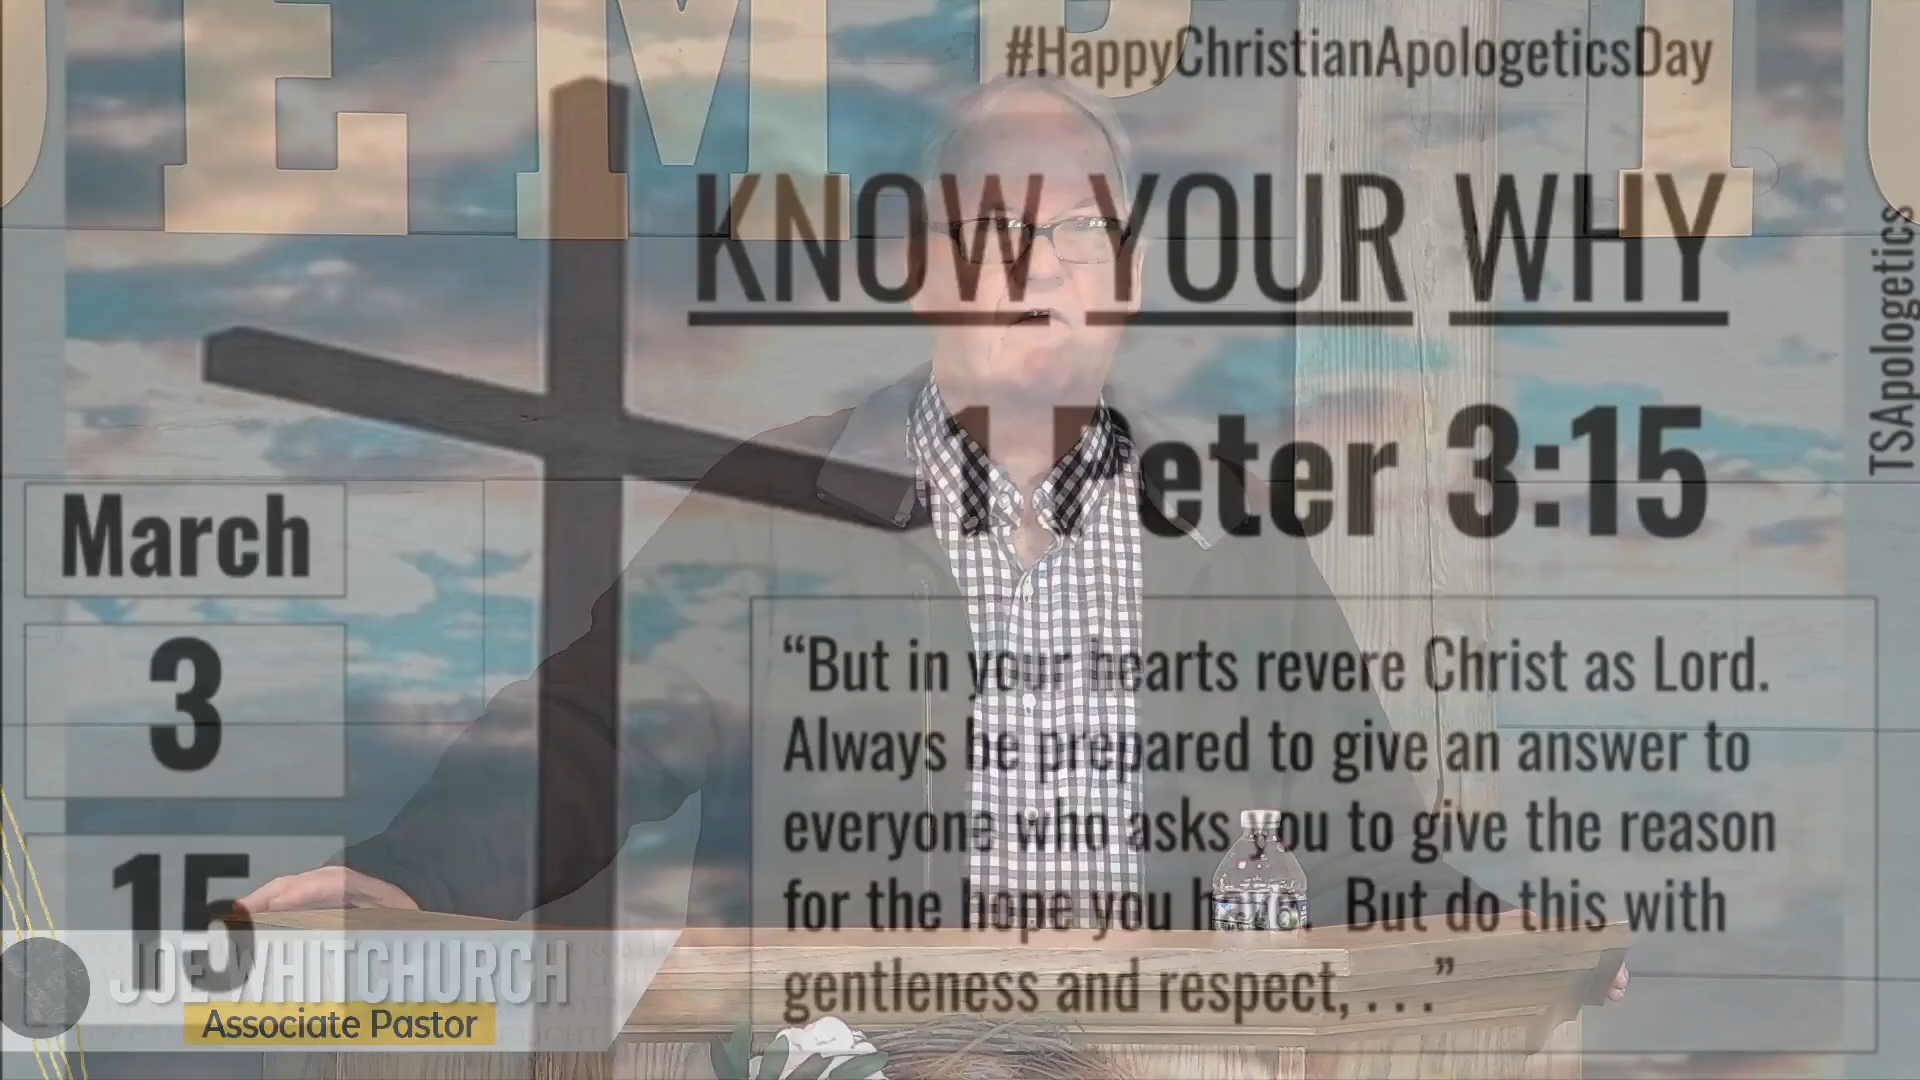 #HappyChristianApologeticsDay
KNOW YOUR WHY
1 Peter 3:15
TSApologetics
March
3
15
“But in your hearts revere Christ as Lord.
Always be prepared to give an answer to
everyone who asks you to give the reason
for the hope you have. But do this with
gentleness and respect, . . .”
JOE WHITCHURCH
Associate Pastor